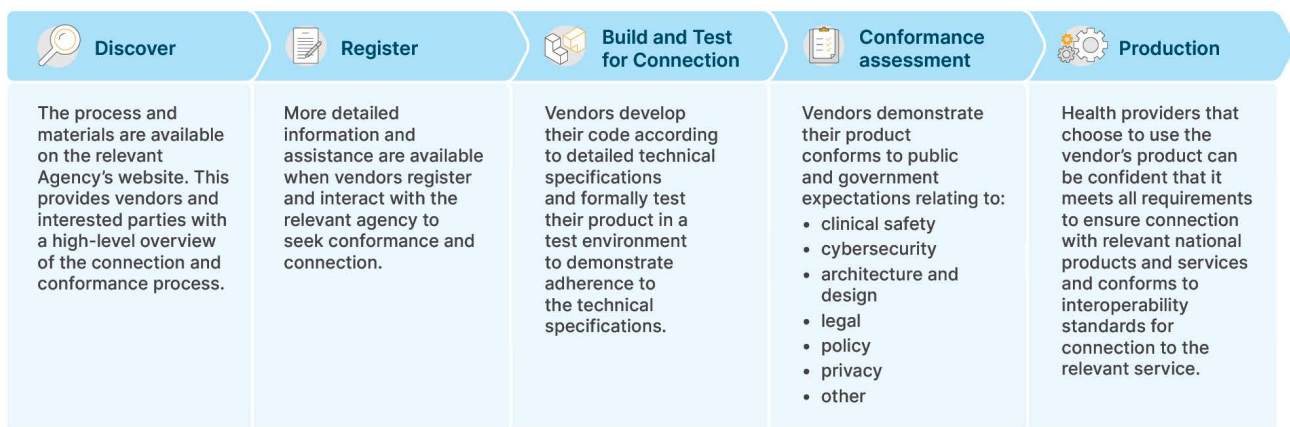 Discover
The process and
materials are available
on the relevant
Agency's website. This
provides vendors and
interested parties with
a high-level overview
of the connection and
conformance process.
Register
More detailed
information and
assistance are available
when vendors register
and interact with the
relevant agency to
seek conformance and
connection.
Build and Test
for Connection
Vendors develop
their code according
to detailed technical
specifications
and formally test
their product in a
test environment
to demonstrate
adherence to
the technical
specifications.
Conformance
assessment
Vendors demonstrate
their product
conforms to public
and government
expectations relating to:
• clinical safety
• cybersecurity
• architecture and
design
• legal
• policy
• privacy
• other
Production
Health providers that
choose to use the
vendor's product can
be confident that it
meets all requirements
to ensure connection
with relevant national
products and services
and conforms to
interoperability
standards for
connection to the
relevant service.